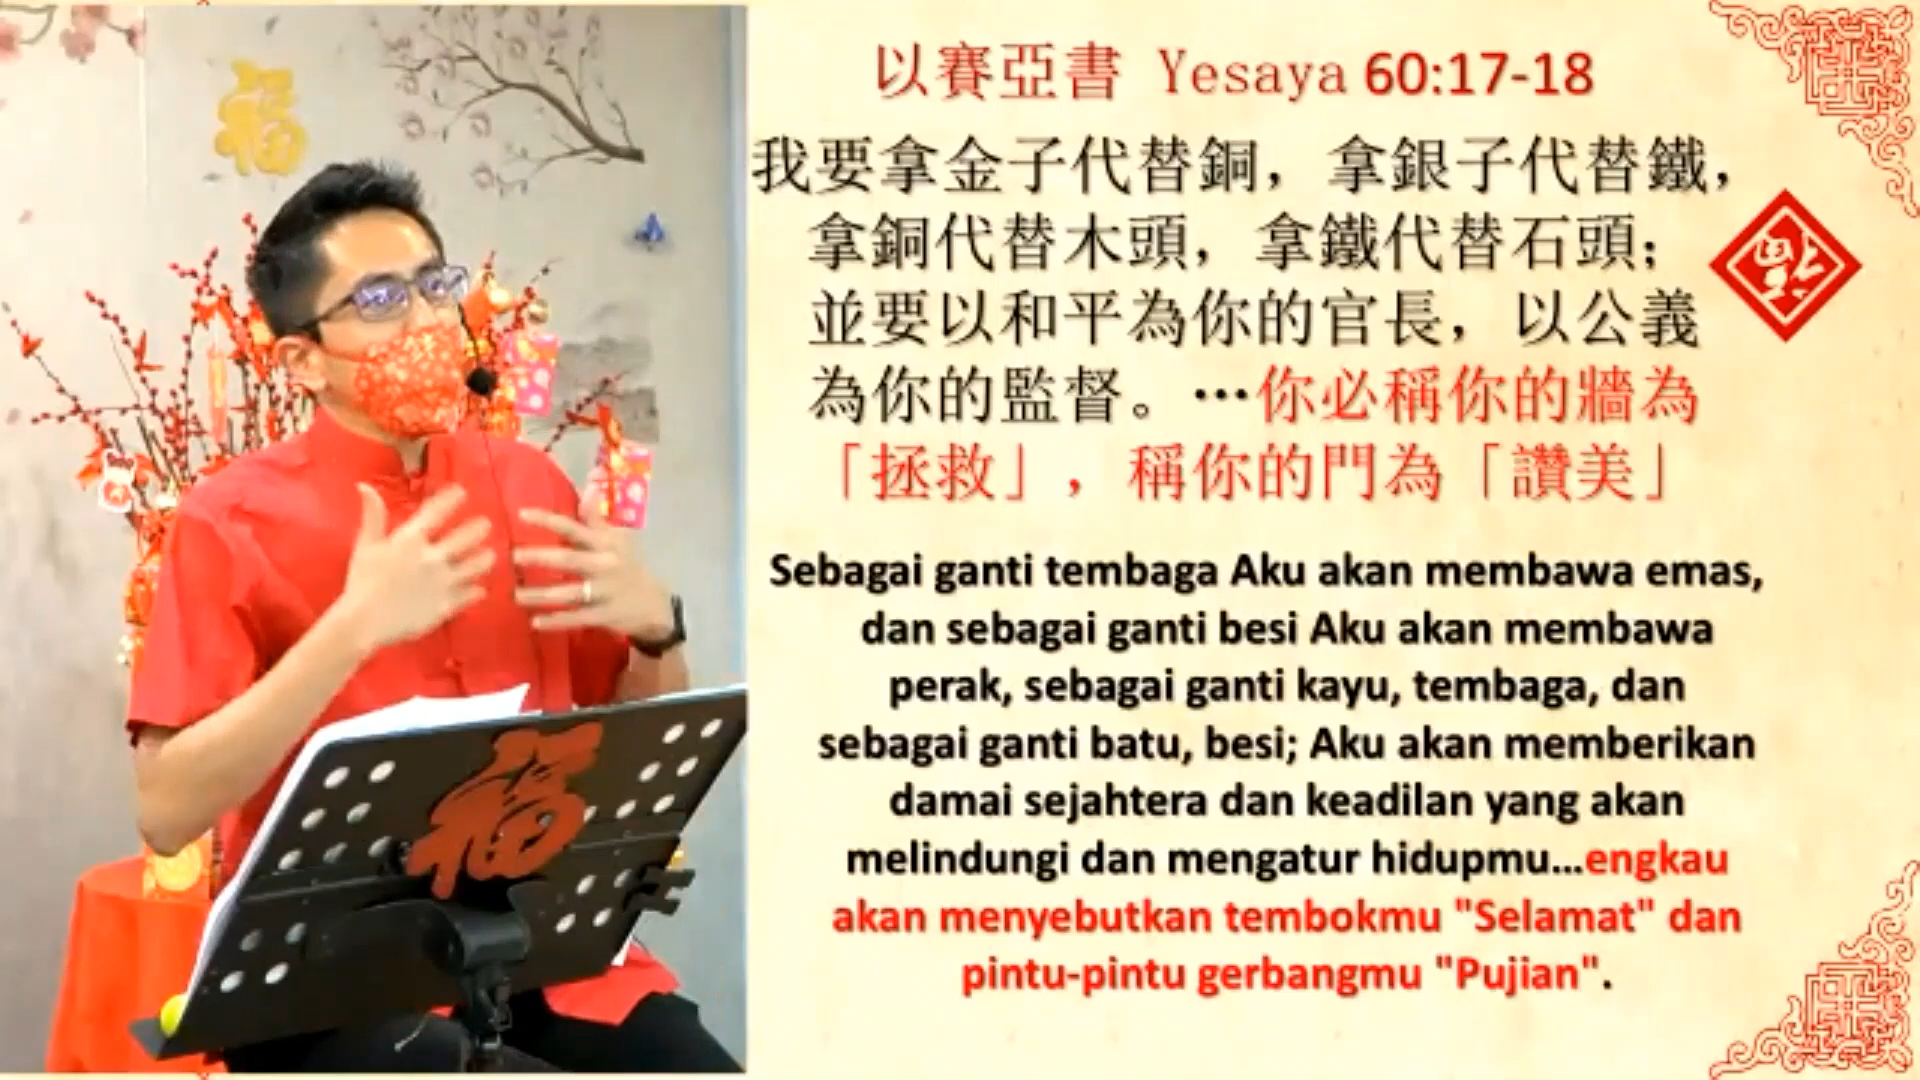 福
以賽亞書 Yesaya 60:17-18
我要拿金子代替銅，拿銀子代替鐵，
拿銅代替木頭，拿鐵代替石頭；
並要以和平為你的官長，以公義
為你的監督。…你必稱你的牆為
「拯救」，稱你的門為「讚美」
福
Sebagai ganti tembaga Aku akan membawa emas,
dan sebagai ganti besi Aku akan membawa
perak, sebagai ganti kayu, tembaga, dan
sebagai ganti batu, besi; Aku akan memberikan
damai sejahtera dan keadilan yang akan
melindungi dan mengatur hidupmu...engkau
akan menyebutkan tembokmu "Selamat" dan
pintu-pintu gerbangmu "Pujian".
福